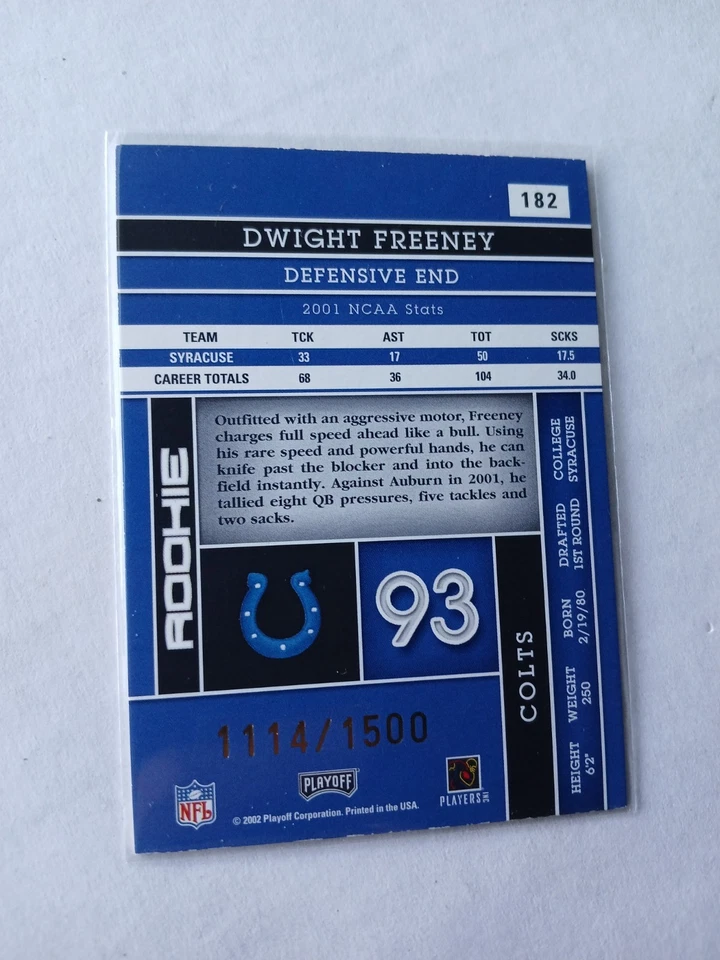 182
DWIGHT FREENEY
DEFENSIVE END
2001 NCAA Stats
TEAM TCK AST TOT SCKS
SYRACUSE 33 17 50 17.5
CAREER TOTALS 68 36 104 34.0
ROOKIE
Outfitted with an aggressive motor, Freeney
charges full speed ahead like a bull. Using
his rare speed and powerful hands, he can
knife past the blocker and into the back-
field instantly. Against Auburn in 2001, he
tallied eight QB pressures, five tackles and
two sacks.
93
COLTS
HEIGHT WEIGHT BORN DRAFTED COLLEGE
6'2" 250 2/19/80 1ST ROUND SYRACUSE
1114/1500
NFL
PLAYOFF
PLAYERS INC
© 2002 Playoff Corporation. Printed in the USA.